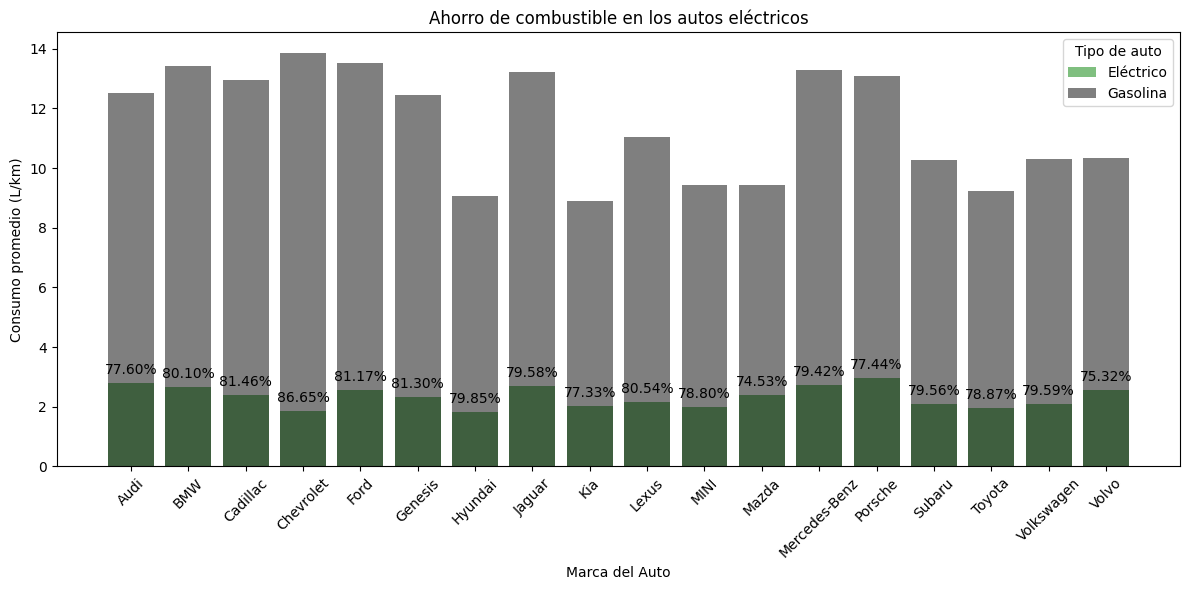 Ahorro de combustible en los autos eléctricos
Tipo de auto
Eléctrico
Gasolina
Consumo promedio (L/km)
14
12
10
8
6
4
2
0
77.60%
80.10%
81.46%
86.65%
81.17%
81.30%
79.85%
79.58%
77.33%
80.54%
78.80%
74.53%
79.42%
77.44%
79.56%
78.87%
79.59%
75.32%
Audi
BMW
Cadillac
Chevrolet
Ford
Genesis
Hyundai
Jaguar
Kia
Lexus
MINI
Mazda
Mercedes-Benz
Porsche
Subaru
Toyota
Volkswagen
Volvo
Marca del Auto